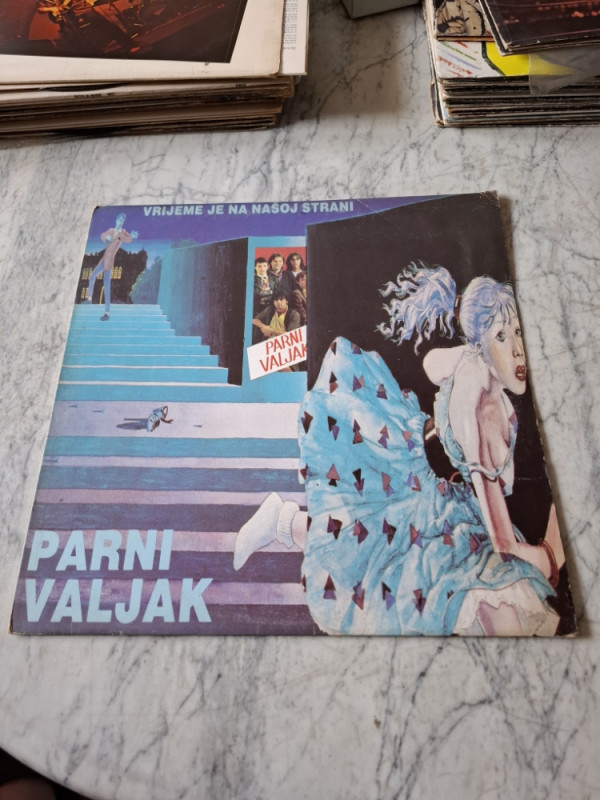 VRIJEME JE NA NAŠOJ STRANI
PARNI
VALJAK
PARNI
VALJAK